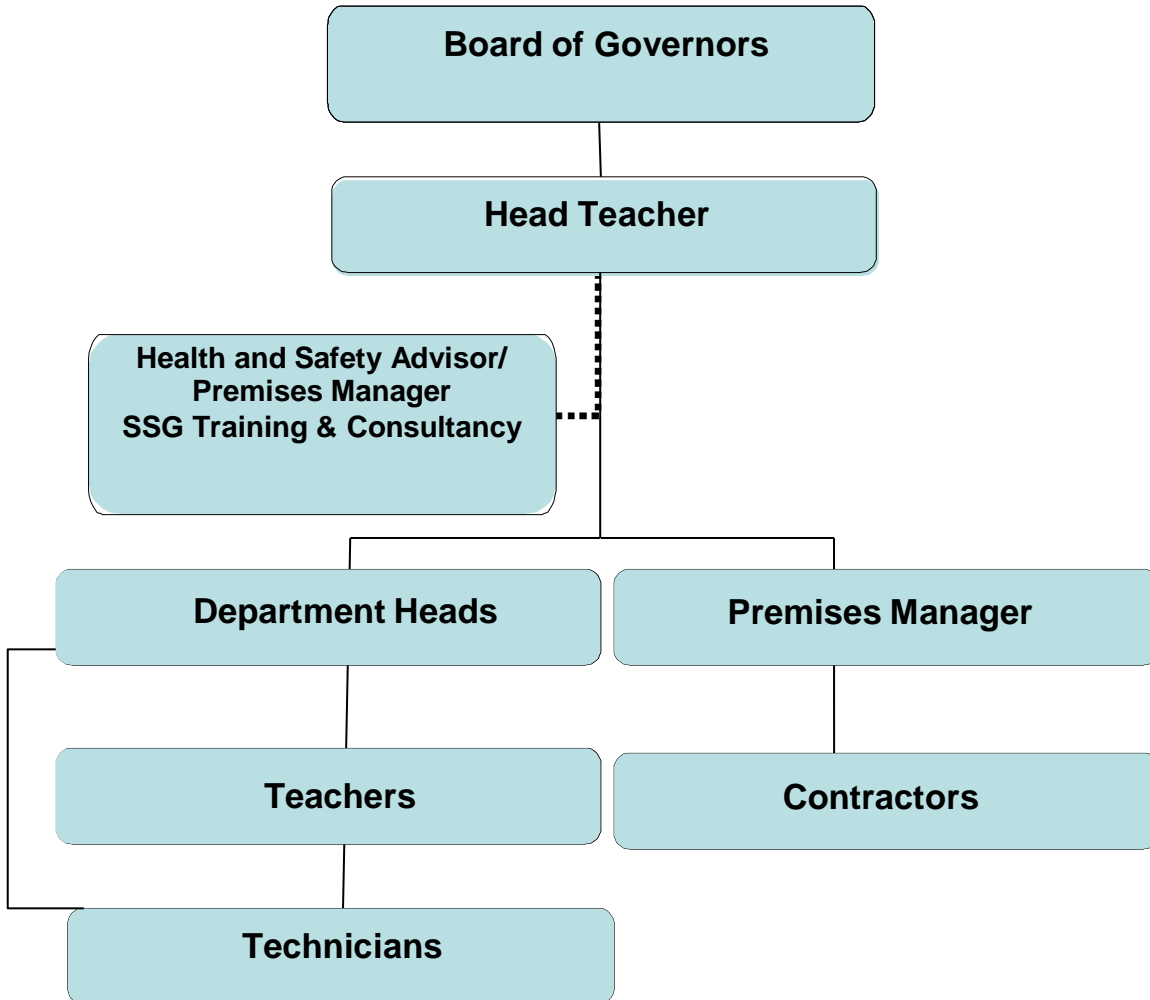 Board of Governors
Head Teacher
Health and Safety Advisor/
Premises Manager
SSG Training & Consultancy
Department Heads
Premises Manager
Teachers
Contractors
Technicians